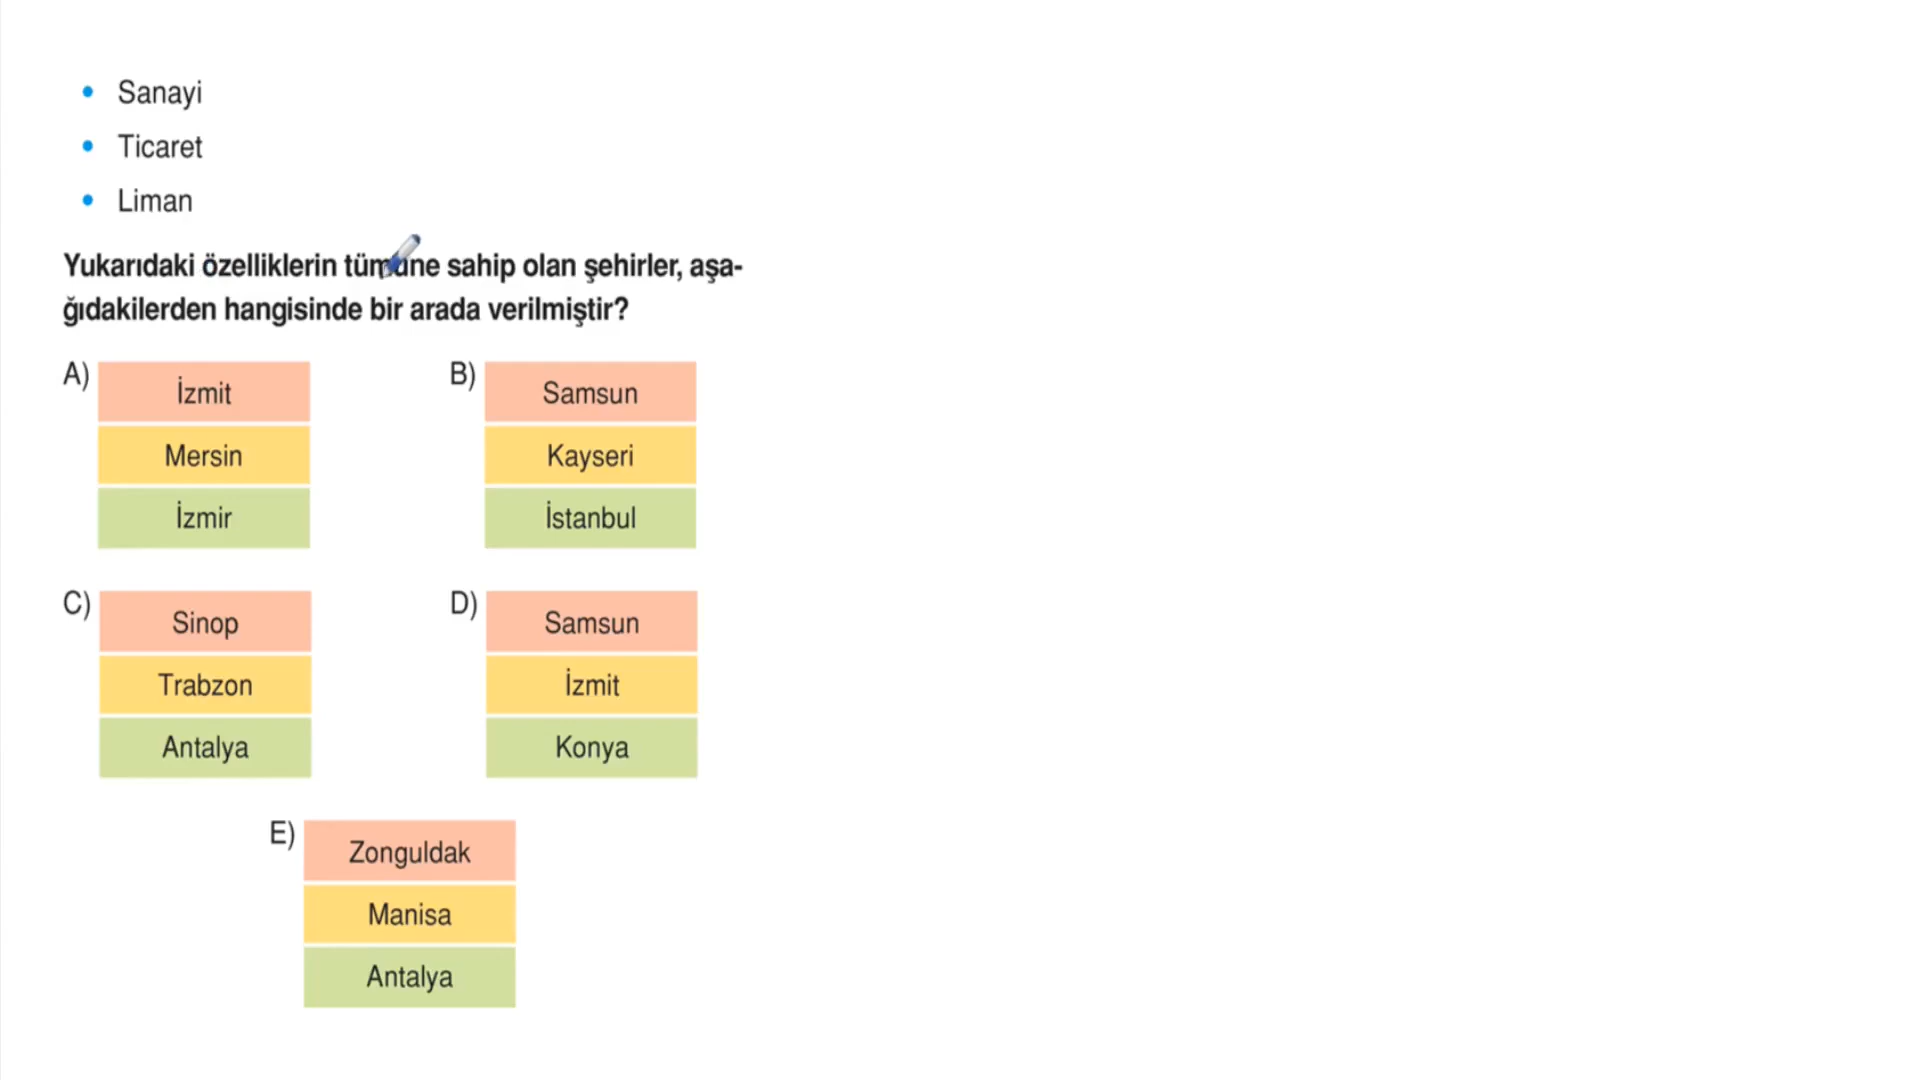 • Sanayi
• Ticaret
• Liman
Yukarıdaki özelliklerin tümüne sahip olan şehirler, aşa-
ğıdakilerden hangisinde bir arada verilmiştir?
A) İzmit
Mersin
İzmir
B) Samsun
Kayseri
İstanbul
C) Sinop
Trabzon
Antalya
D) Samsun
İzmit
Konya
E) Zonguldak
Manisa
Antalya